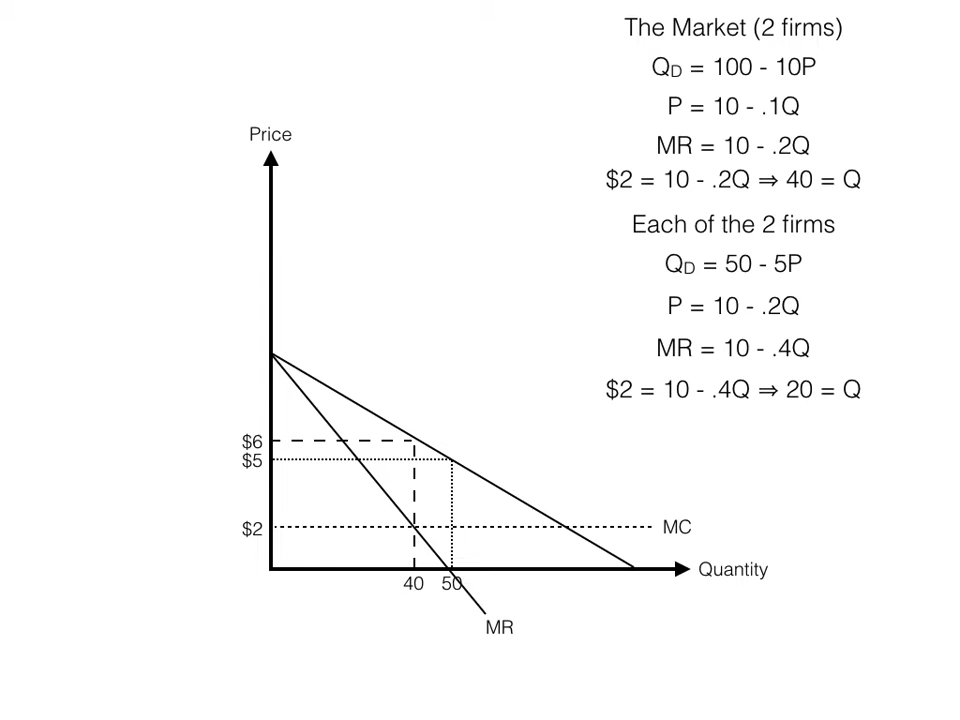 The Market (2 firms)
QD = 100 - 10P
P = 10 - .1Q
MR = 10 - .2Q
$2 = 10 - .2Q ⇒ 40 = Q
Each of the 2 firms
QD = 50 - 5P
P = 10 - .2Q
MR = 10 - .4Q
$2 = 10 - .4Q ⇒ 20 = Q
Price
$6
$5
$2
MC
Quantity
40 50
MR